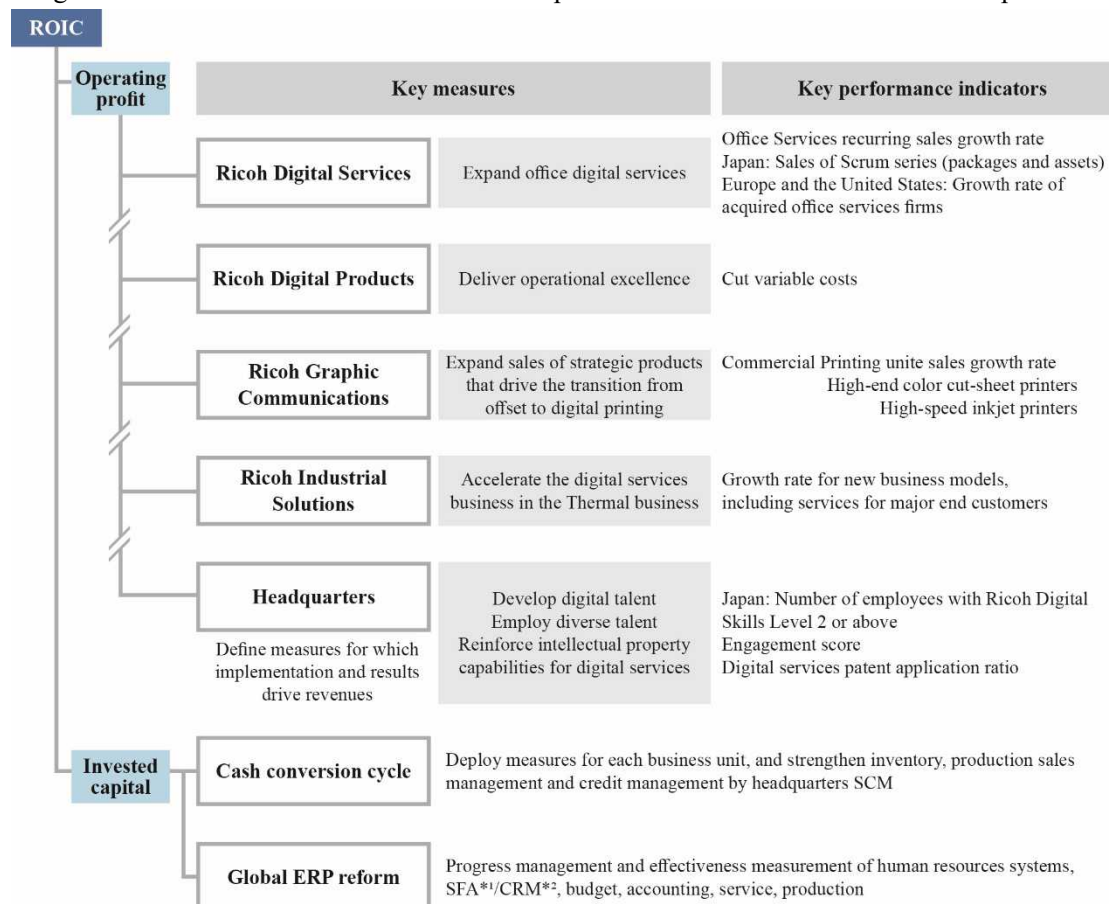 ROIC
Operating
profit
Key measures
Key performance indicators
Ricoh Digital Services
Expand office digital services
Office Services recurring sales growth rate
Japan: Sales of Scrum series (packages and assets)
Europe and the United States: Growth rate of
acquired office services firms
Ricoh Digital Products
Deliver operational excellence
Cut variable costs
Ricoh Graphic
Communications
Expand sales of strategic products
that drive the transition from
offset to digital printing
Commercial Printing unite sales growth rate
High-end color cut-sheet printers
High-speed inkjet printers
Ricoh Industrial
Solutions
Accelerate the digital services
business in the Thermal business
Growth rate for new business models,
including services for major end customers
Headquarters
Define measures for which
implementation and results
drive revenues
Develop digital talent
Employ diverse talent
Reinforce intellectual property
capabilities for digital services
Japan: Number of employees with Ricoh Digital
Skills Level 2 or above
Engagement score
Digital services patent application ratio
Invested
capital
Cash conversion cycle
Deploy measures for each business unit, and strengthen inventory, production sales
management and credit management by headquarters SCM
Global ERP reform
Progress management and effectiveness measurement of human resources systems,
SFA*¹/CRM*², budget, accounting, service, production